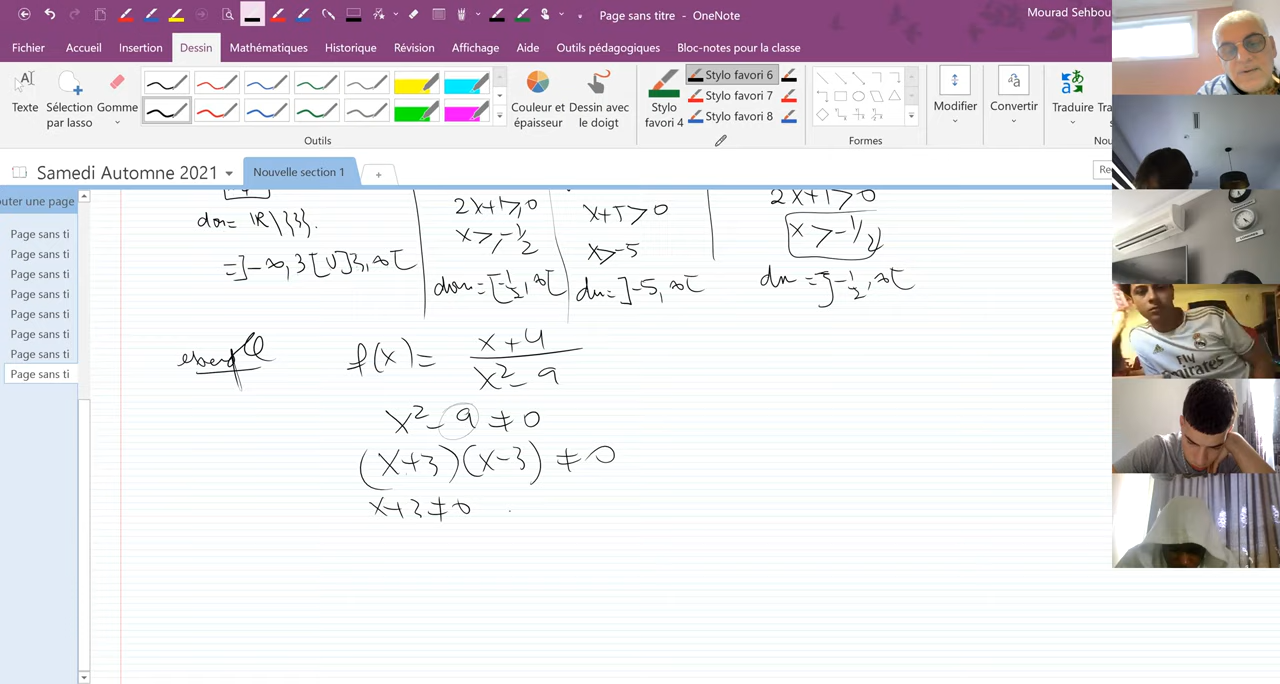 Page sans titre - OneNote
Mourad Sehbou
Fichier Accueil Insertion Dessin Mathématiques Historique Révision Affichage Aide Outils pédagogiques Bloc-notes pour la classe
Texte
Sélection par lasso
Gomme
Couleur et épaisseur
Dessin avec le doigt
Stylo favori 4
Stylo favori 6
Stylo favori 7
Stylo favori 8
Modifier
Convertir
Traduire
Outils
Formes
Samedi Automne 2021
Nouvelle section 1
Re
outer une page
Page sans ti
Page sans ti
Page sans ti
Page sans ti
Page sans ti
Page sans ti
Page sans ti
Page sans ti
dom = IR\{3}.
= ]-∞, 3[ U ]3, ∞[
2x+1 ≥ 0
x ≥ -1/2
dom = [-1/2, ∞[
x+5 > 0
x > -5
dm = ]-5, ∞[
2x+1 > 0
x > -1/2
dm = ]-1/2, ∞[
f(x) = (x+4)/(x² - 9)
x² - 9 ≠ 0
(x+3)(x-3) ≠ 0
x+3 ≠ 0